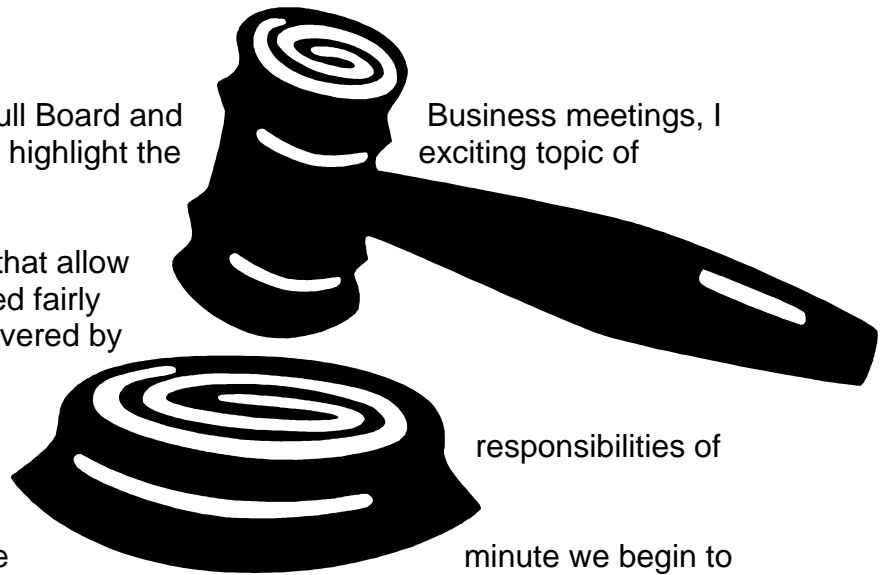 ull Board and Business meetings, I
highlight the exciting topic of
that allow
ed fairly
vered by
responsibilities of
e minute we begin to